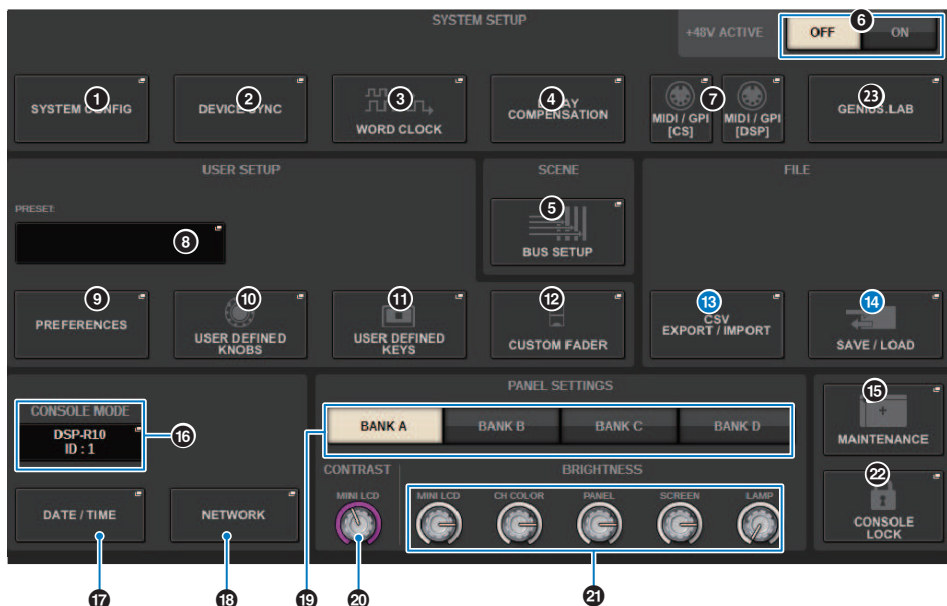 SYSTEM SETUP
+48V ACTIVE
6
OFF
ON
1
SYSTEM CONFIG
2
DEVICE SYNC
3
WORD CLOCK
4
DELAY
COMPENSATION
7
MIDI / GPI
[CS]
MIDI / GPI
[DSP]
23
GENIUS.LAB
USER SETUP
SCENE
FILE
PRESET:
8
5
BUS SETUP
9
PREFERENCES
10
USER DEFINED
KNOBS
11
USER DEFINED
KEYS
12
CUSTOM FADER
13
CSV
EXPORT / IMPORT
14
SAVE / LOAD
CONSOLE MODE
DSP-R10
ID : 1
16
PANEL SETTINGS
BANK A
BANK B
BANK C
BANK D
15
MAINTENANCE
CONTRAST
BRIGHTNESS
MINI LCD
MINI LCD
CH COLOR
PANEL
SCREEN
LAMP
DATE / TIME
NETWORK
22
CONSOLE
LOCK
17
18
19
20
21